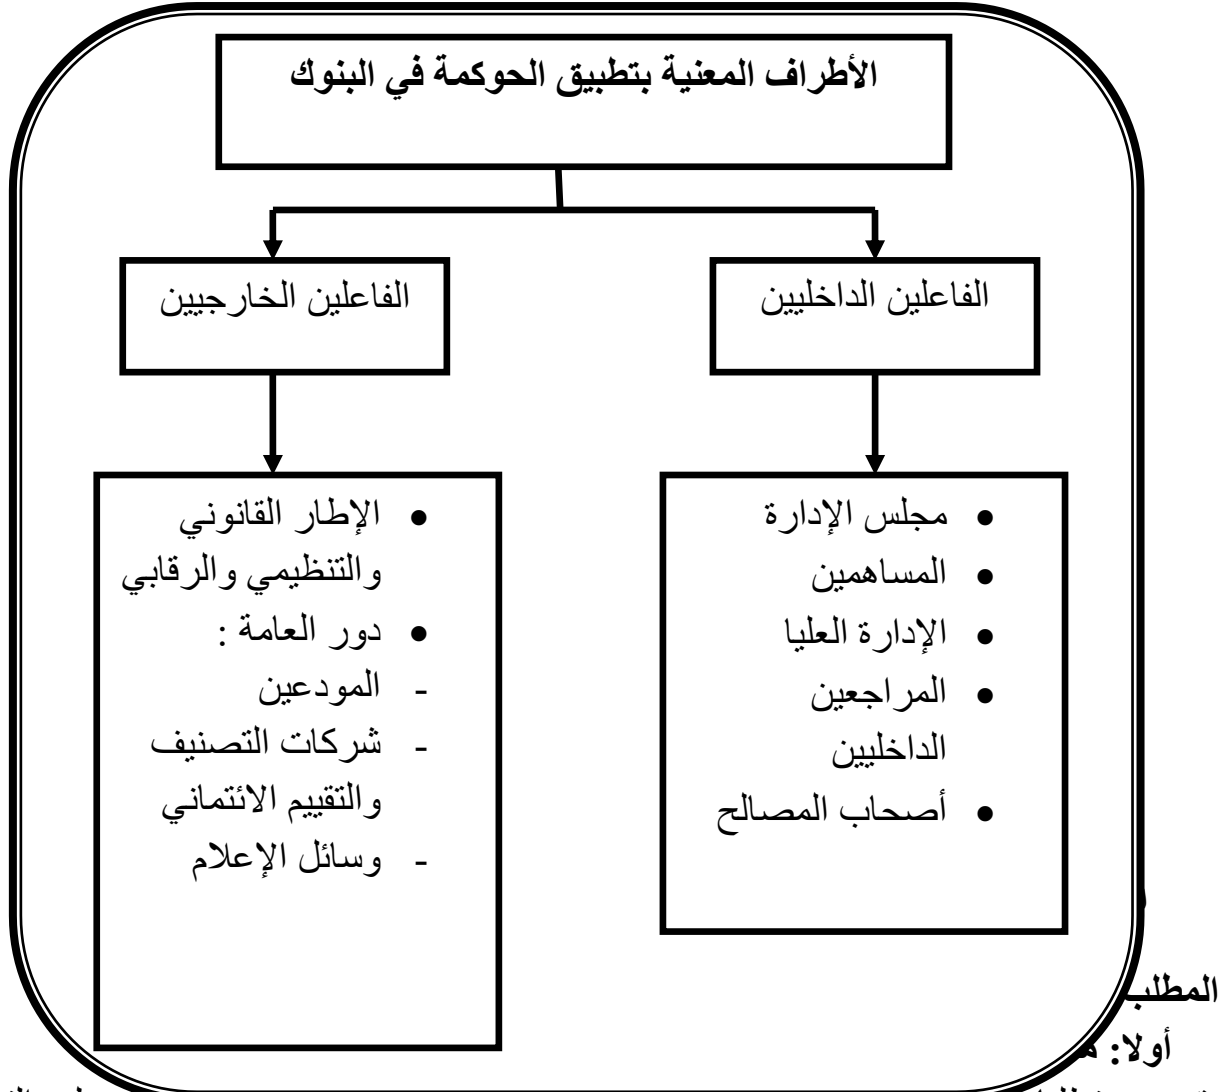 الأطراف المعنية بتطبيق الحوكمة في البنوك
الفاعلين الداخليين
الفاعلين الخارجيين
• مجلس الإدارة
• المساهمين
• الإدارة العليا
• المراجعين
الداخليين
• أصحاب المصالح
• الإطار القانوني
والتنظيمي والرقابي
• دور العامة :
- المودعين
- شركات التصنيف
والتقييم الائتماني
- وسائل الإعلام
المطلب
أولا: